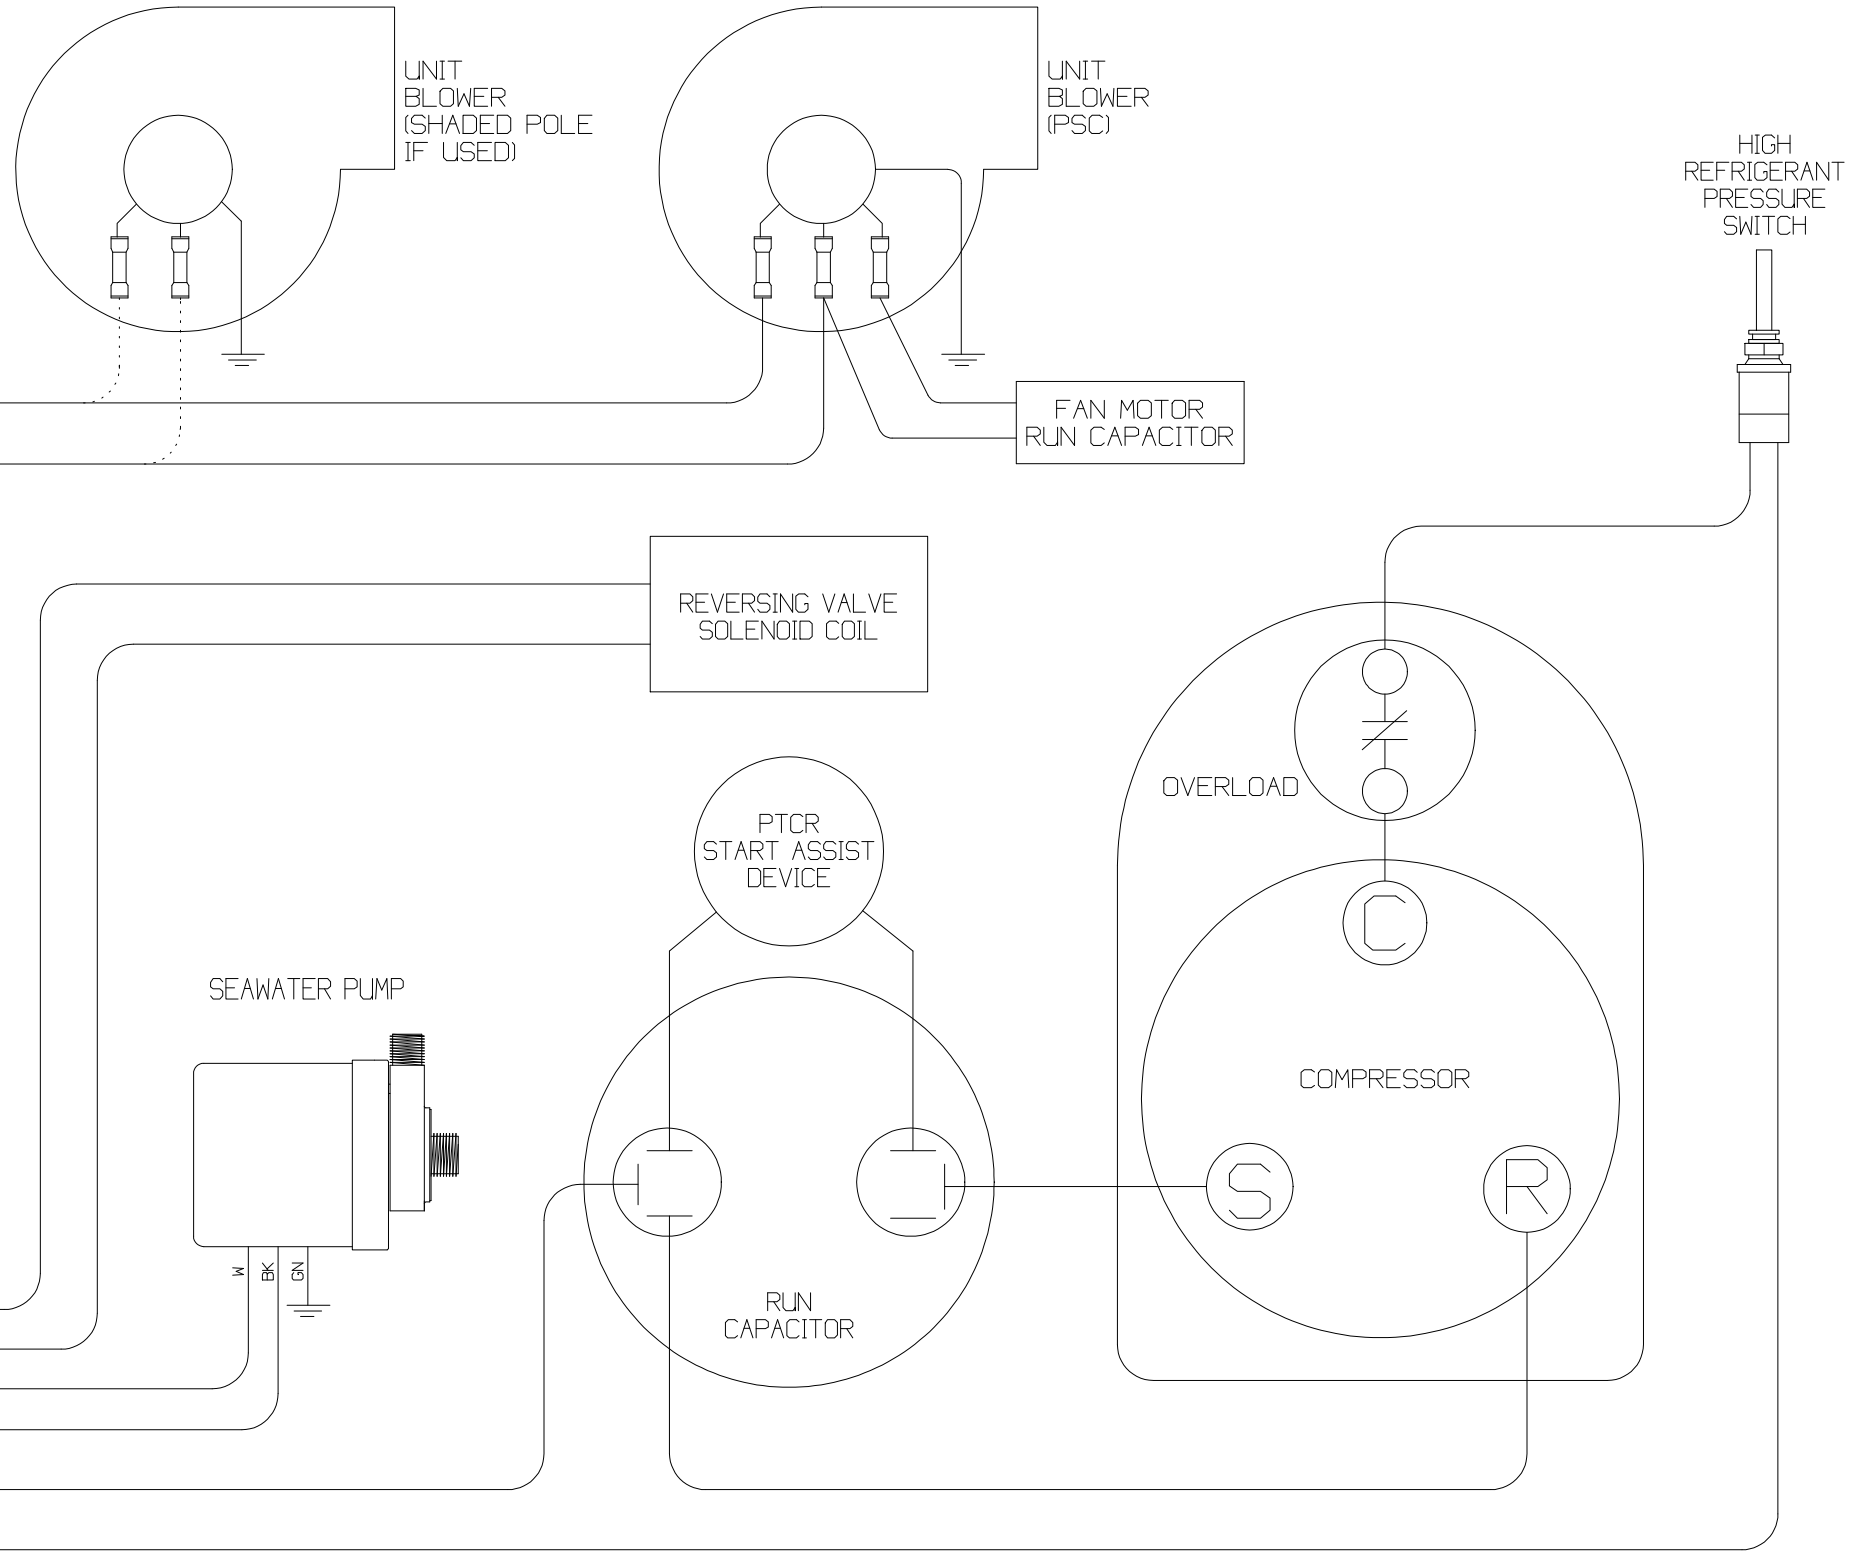 UNIT
BLOWER
(SHADED POLE
IF USED)
UNIT
BLOWER
(PSC)
HIGH
REFRIGERANT
PRESSURE
SWITCH
FAN MOTOR
RUN CAPACITOR
REVERSING VALVE
SOLENOID COIL
OVERLOAD
PTCR
START ASSIST
DEVICE
C
SEAWATER PUMP
COMPRESSOR
S
R
W
BK
GN
RUN
CAPACITOR